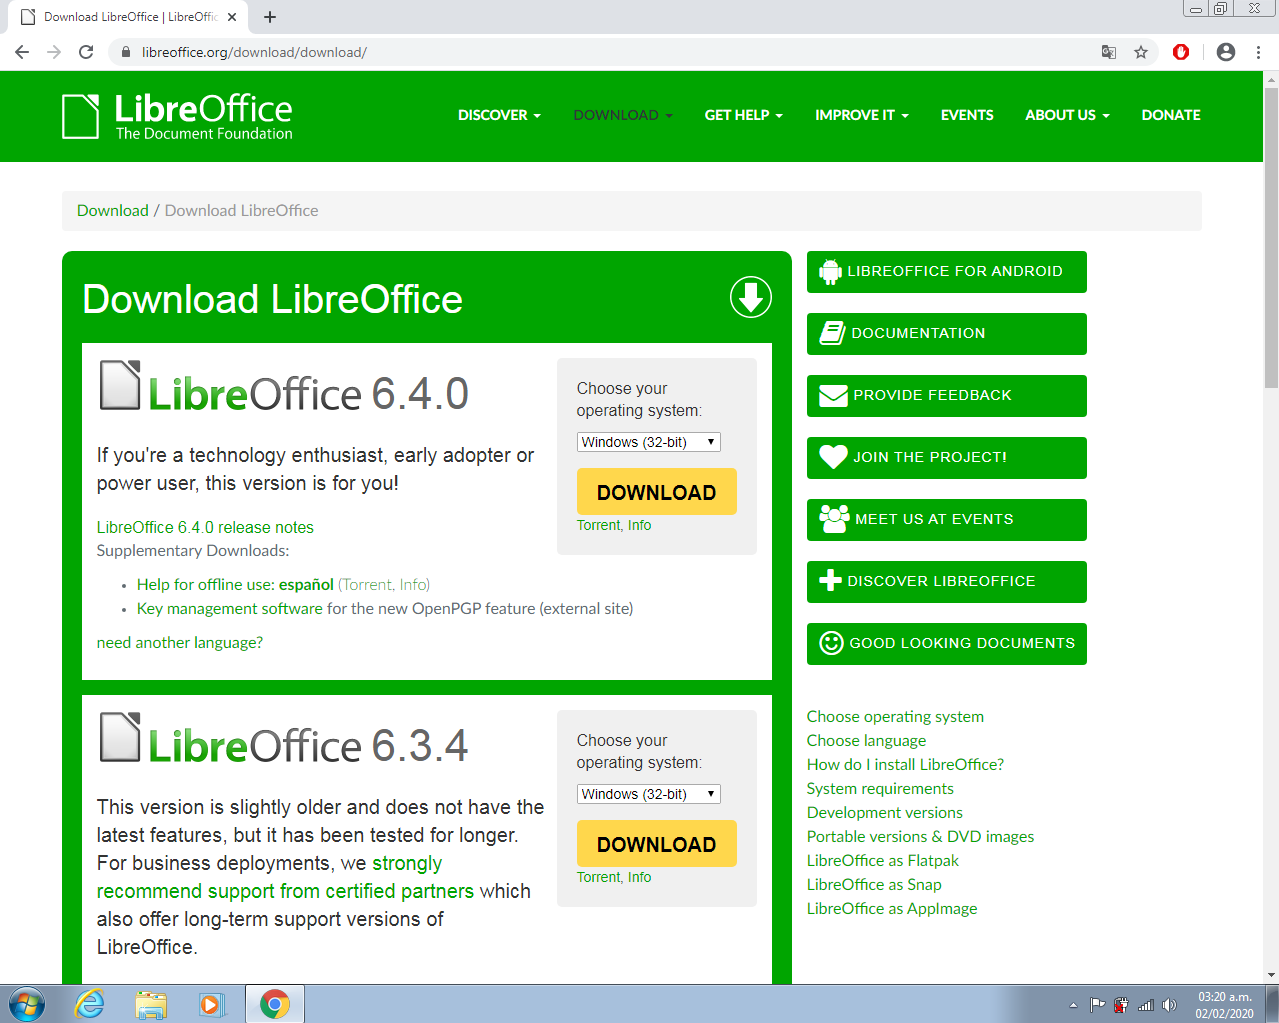 Download LibreOffice | LibreOffic
libreoffice.org/download/download/
LibreOffice
The Document Foundation
DISCOVER
DOWNLOAD
GET HELP
IMPROVE IT
EVENTS
ABOUT US
DONATE
Download / Download LibreOffice
Download LibreOffice
LibreOffice 6.4.0
If you're a technology enthusiast, early adopter or
power user, this version is for you!
LibreOffice 6.4.0 release notes
Supplementary Downloads:
Help for offline use: español (Torrent, Info)
Key management software for the new OpenPGP feature (external site)
need another language?
Choose your
operating system:
Windows (32-bit)
DOWNLOAD
Torrent, Info
LibreOffice 6.3.4
This version is slightly older and does not have the
latest features, but it has been tested for longer.
For business deployments, we strongly
recommend support from certified partners which
also offer long-term support versions of
LibreOffice.
Choose your
operating system:
Windows (32-bit)
DOWNLOAD
Torrent, Info
LIBREOFFICE FOR ANDROID
DOCUMENTATION
PROVIDE FEEDBACK
JOIN THE PROJECT!
MEET US AT EVENTS
DISCOVER LIBREOFFICE
GOOD LOOKING DOCUMENTS
Choose operating system
Choose language
How do I install LibreOffice?
System requirements
Development versions
Portable versions & DVD images
LibreOffice as Flatpak
LibreOffice as Snap
LibreOffice as AppImage
03:20 a.m.
02/02/2020